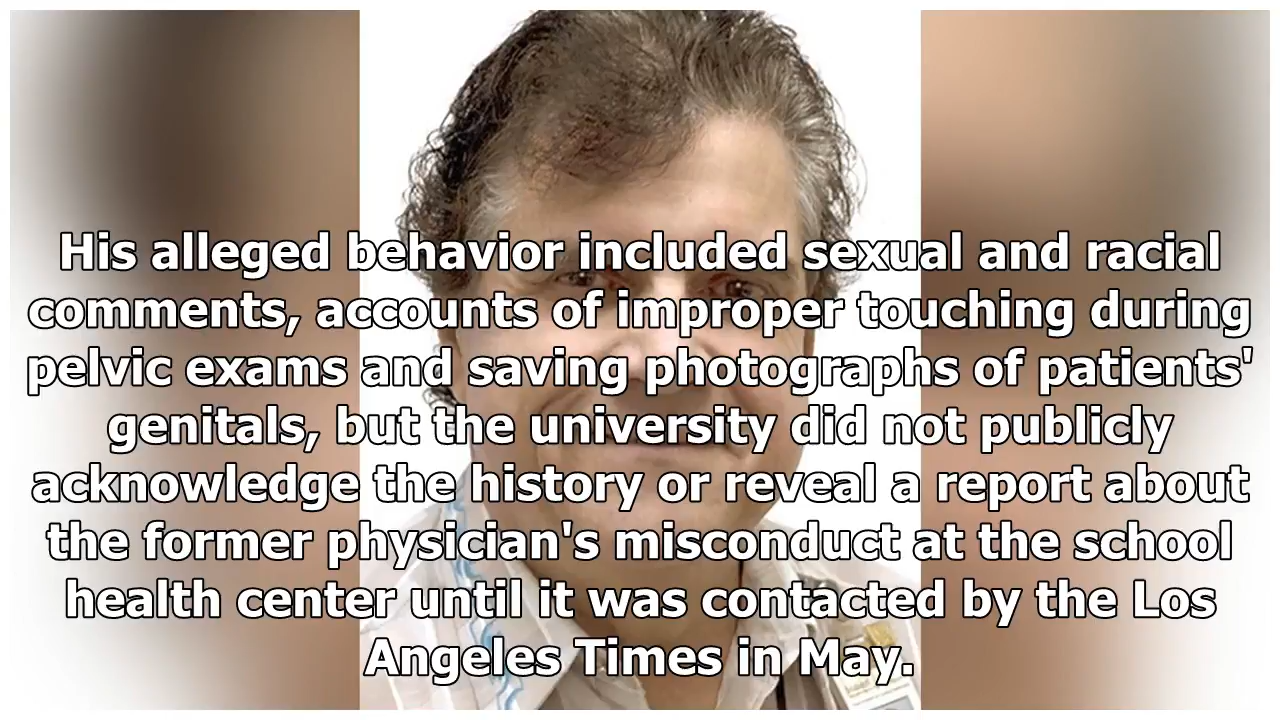 His alleged behavior included sexual and racial
comments, accounts of improper touching during
pelvic exams and saving photographs of patients'
genitals, but the university did not publicly
acknowledge the history or reveal a report about
the former physician's misconduct at the school
health center until it was contacted by the Los
Angeles Times in May.